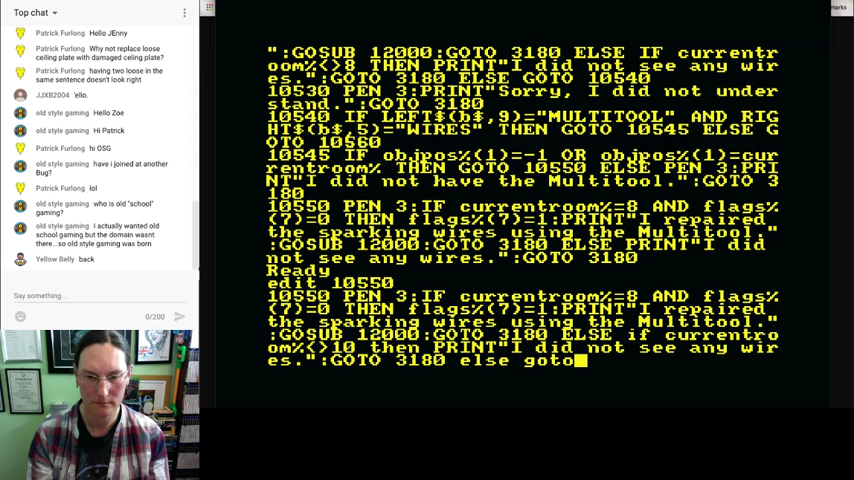 Top chat
Patrick Furlong Hello JEnny
Patrick Furlong Why not replace loose
ceiling plate with damaged celing plate?
Patrick Furlong having two loose in the
same sentence doesn't look right
JJXB2004 'ello.
old style gaming Hello Zoe
old style gaming Hi Patrick
Patrick Furlong hi OSG
old style gaming have i joined at another
Bug?
Patrick Furlong lol
old style gaming who is old "school"
gaming?
old style gaming I actually wanted old
school gaming but the domain wasnt
there...so old style gaming was born
Yellow Belly back
Say something...
0/200
marks
":GOSUB 12000:GOTO 3180 ELSE IF currentr
oom%<>8 THEN PRINT"I did not see any wir
es.":GOTO 3180 ELSE GOTO 10540
10530 PEN 3:PRINT"Sorry, I did not under
stand.":GOTO 3180
10540 IF LEFT$(b$,9)="MULTITOOL" AND RIG
HT$(b$,5)="WIRES" THEN GOTO 10545 ELSE G
OTO 10560
10545 IF objpos%(1)=-1 OR objpos%(1)=cur
rentroom% THEN GOTO 10550 ELSE PEN 3:PRI
NT"I did not have the Multitool.":GOTO 3
180
10550 PEN 3:IF currentroom%=8 AND flags%
(7)=0 THEN flags%(7)=1:PRINT"I repaired
the sparking wires using the Multitool."
:GOSUB 12000:GOTO 3180 ELSE PRINT"I did
not see any wires.":GOTO 3180
Ready
edit 10550
10550 PEN 3:IF currentroom%=8 AND flags%
(7)=0 THEN flags%(7)=1:PRINT"I repaired
the sparking wires using the Multitool."
:GOSUB 12000:GOTO 3180 ELSE if currentro
om%<>10 then PRINT"I did not see any wir
es.":GOTO 3180 else goto